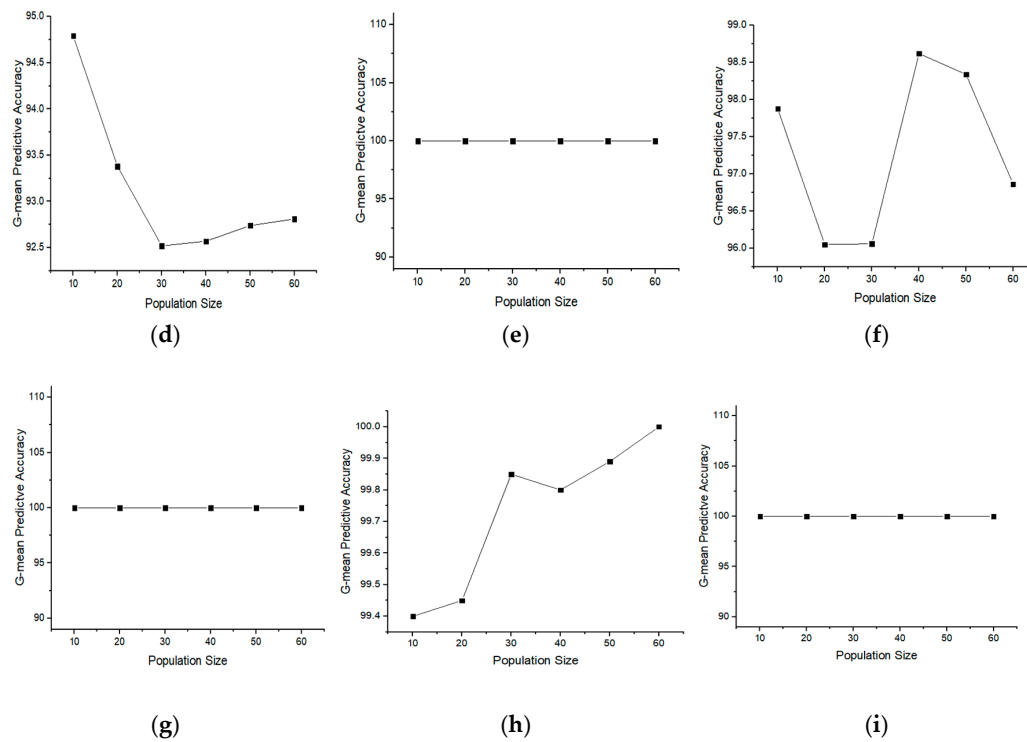 95.0
94.5
94.0
93.5
93.0
92.5
10 20 30 40 50 60
G-mean Predictive Accuracy
Population Size
(d)
110
105
100
95
90
10 20 30 40 50 60
G-mean Predictve Accuracy
Population Size
(e)
99.0
98.5
98.0
97.5
97.0
96.5
96.0
10 20 30 40 50 60
G-mean Predictice Accuracy
Population Size
(f)
110
105
100
95
90
10 20 30 40 50 60
G-mean Predictve Accuracy
Population Size
(g)
100.0
99.9
99.8
99.7
99.6
99.5
99.4
10 20 30 40 50 60
G-mean Predictive Accuracy
Population Size
(h)
110
105
100
95
90
10 20 30 40 50 60
G-mean Predictve Accuracy
Population Size
(i)